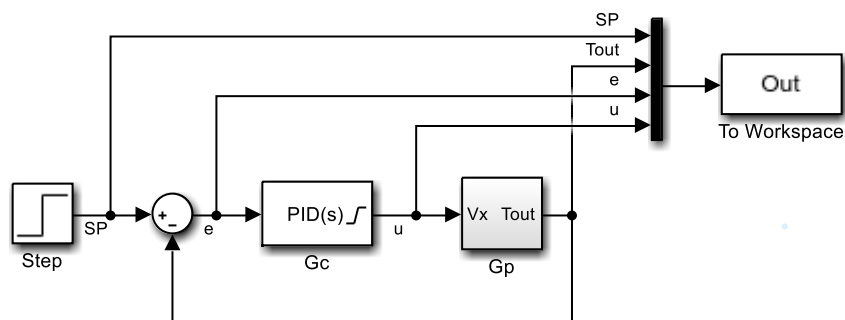 SP
Tout
e
u
Out
To Workspace
+
-
PID(s)
Vx Tout
SP
e
u
Step
Gc
Gp